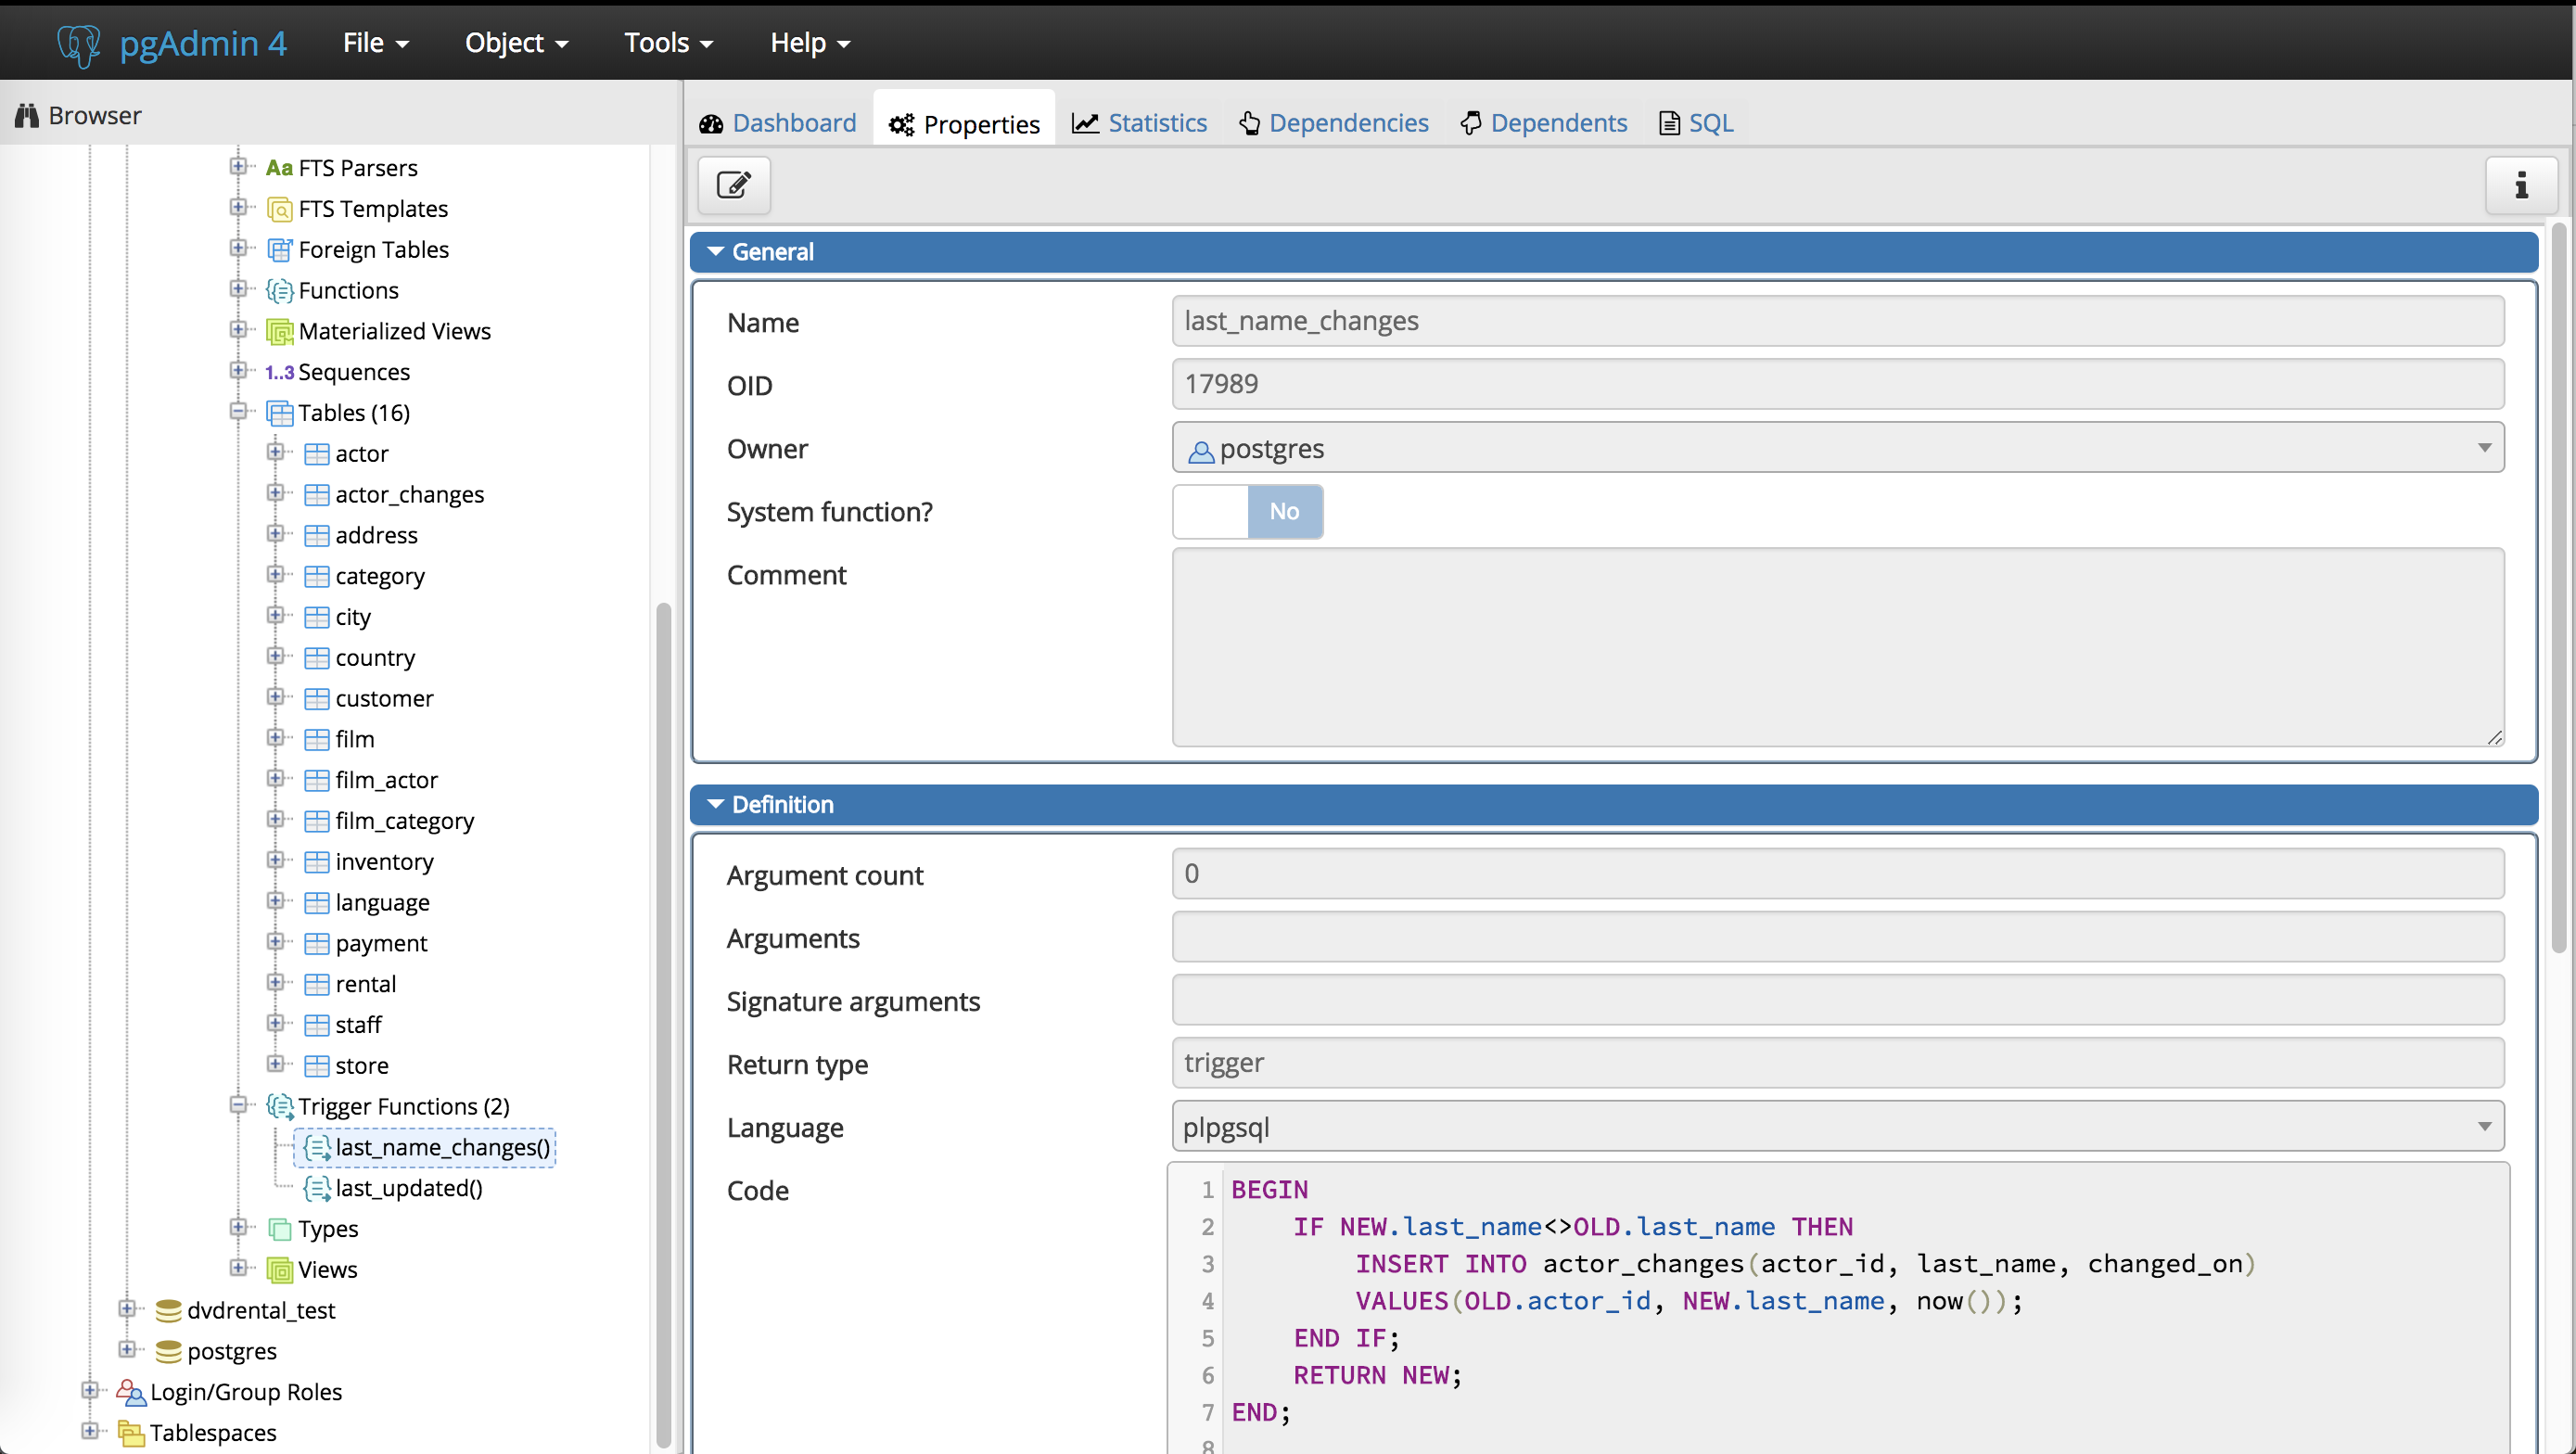 pgAdmin 4 File Object Tools Help
Browser
Dashboard Properties Statistics Dependencies Dependents SQL
Aa FTS Parsers
FTS Templates
Foreign Tables
Functions
Materialized Views
1..3 Sequences
Tables (16)
actor
actor_changes
address
category
city
country
customer
film
film_actor
film_category
inventory
language
payment
rental
staff
store
Trigger Functions (2)
last_name_changes()
last_updated()
Types
Views
dvdrental_test
postgres
Login/Group Roles
Tablespaces
General
Name last_name_changes
OID 17989
Owner postgres
System function? No
Comment
Definition
Argument count 0
Arguments
Signature arguments
Return type trigger
Language plpgsql
Code
1 BEGIN
2 IF NEW.last_name<>OLD.last_name THEN
3 INSERT INTO actor_changes(actor_id, last_name, changed_on)
4 VALUES(OLD.actor_id, NEW.last_name, now());
5 END IF;
6 RETURN NEW;
7 END;
8